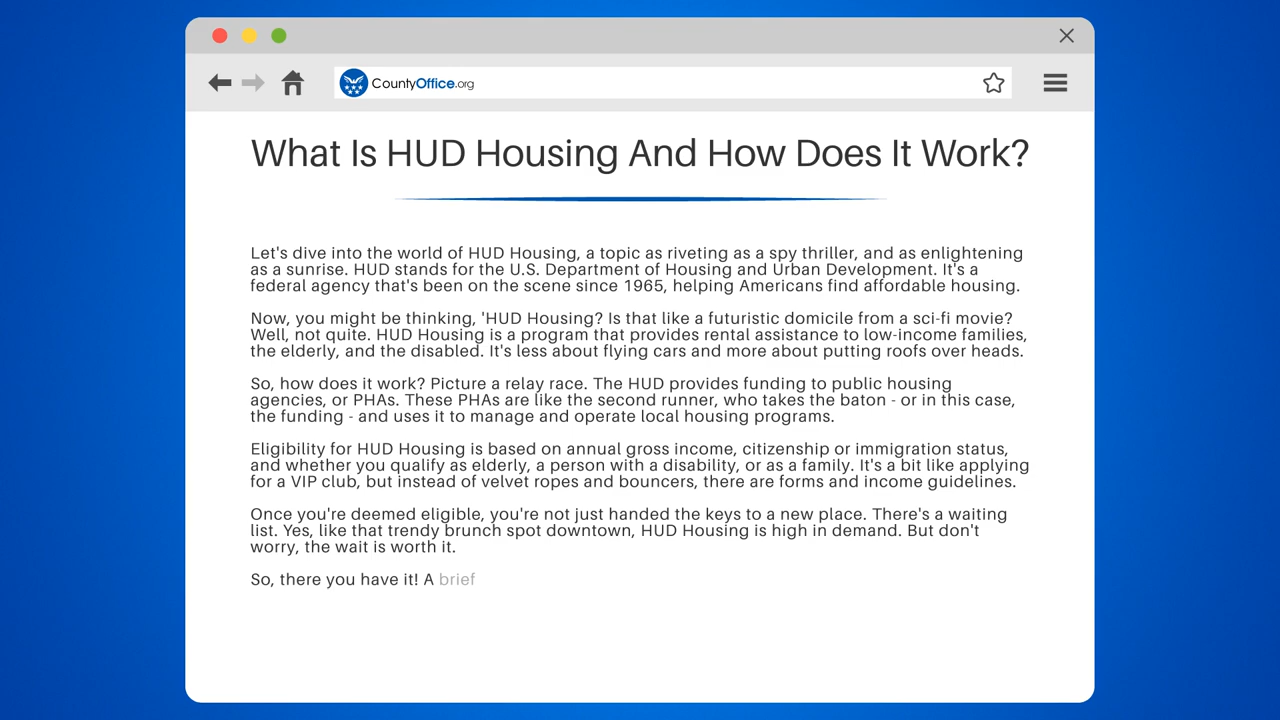 CountyOffice.org
What Is HUD Housing And How Does It Work?
Let's dive into the world of HUD Housing, a topic as riveting as a spy thriller, and as enlightening
as a sunrise. HUD stands for the U.S. Department of Housing and Urban Development. It's a
federal agency that's been on the scene since 1965, helping Americans find affordable housing.
Now, you might be thinking, 'HUD Housing? Is that like a futuristic domicile from a sci-fi movie?
Well, not quite. HUD Housing is a program that provides rental assistance to low-income families,
the elderly, and the disabled. It's less about flying cars and more about putting roofs over heads.
So, how does it work? Picture a relay race. The HUD provides funding to public housing
agencies, or PHAs. These PHAs are like the second runner, who takes the baton - or in this case,
the funding - and uses it to manage and operate local housing programs.
Eligibility for HUD Housing is based on annual gross income, citizenship or immigration status,
and whether you qualify as elderly, a person with a disability, or as a family. It's a bit like applying
for a VIP club, but instead of velvet ropes and bouncers, there are forms and income guidelines.
Once you're deemed eligible, you're not just handed the keys to a new place. There's a waiting
list. Yes, like that trendy brunch spot downtown, HUD Housing is high in demand. But don't
worry, the wait is worth it.
So, there you have it! A brief